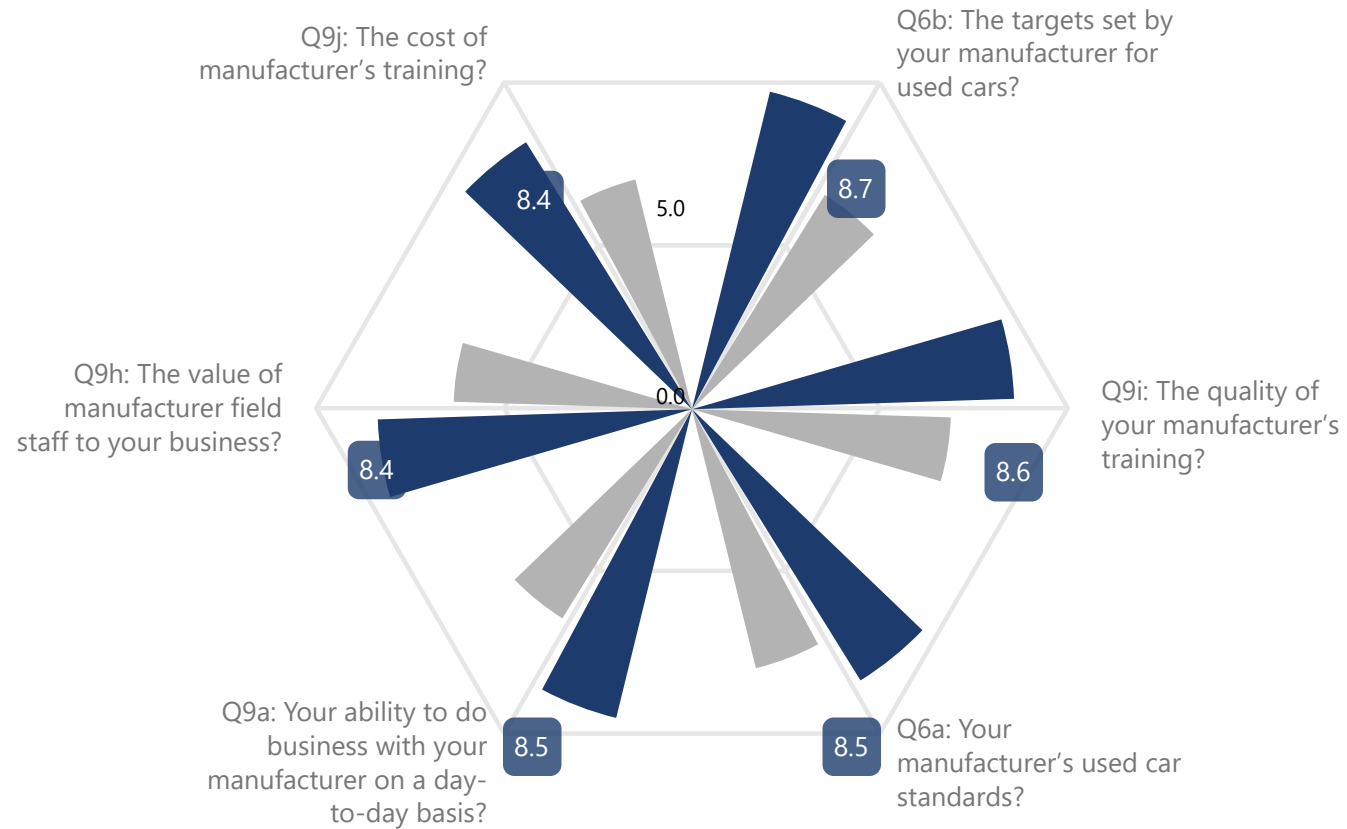 Q9j: The cost of
manufacturer's training?
Q6b: The targets set by
your manufacturer for
used cars?
8.4
5.0
8.7
0.0
Q9h: The value of
manufacturer field
staff to your business?
8.4
Q9i: The quality of
your manufacturer's
training?
8.6
Q9a: Your ability to do
business with your
manufacturer on a day-
to-day basis?
8.5
8.5
Q6a: Your
manufacturer's used car
standards?